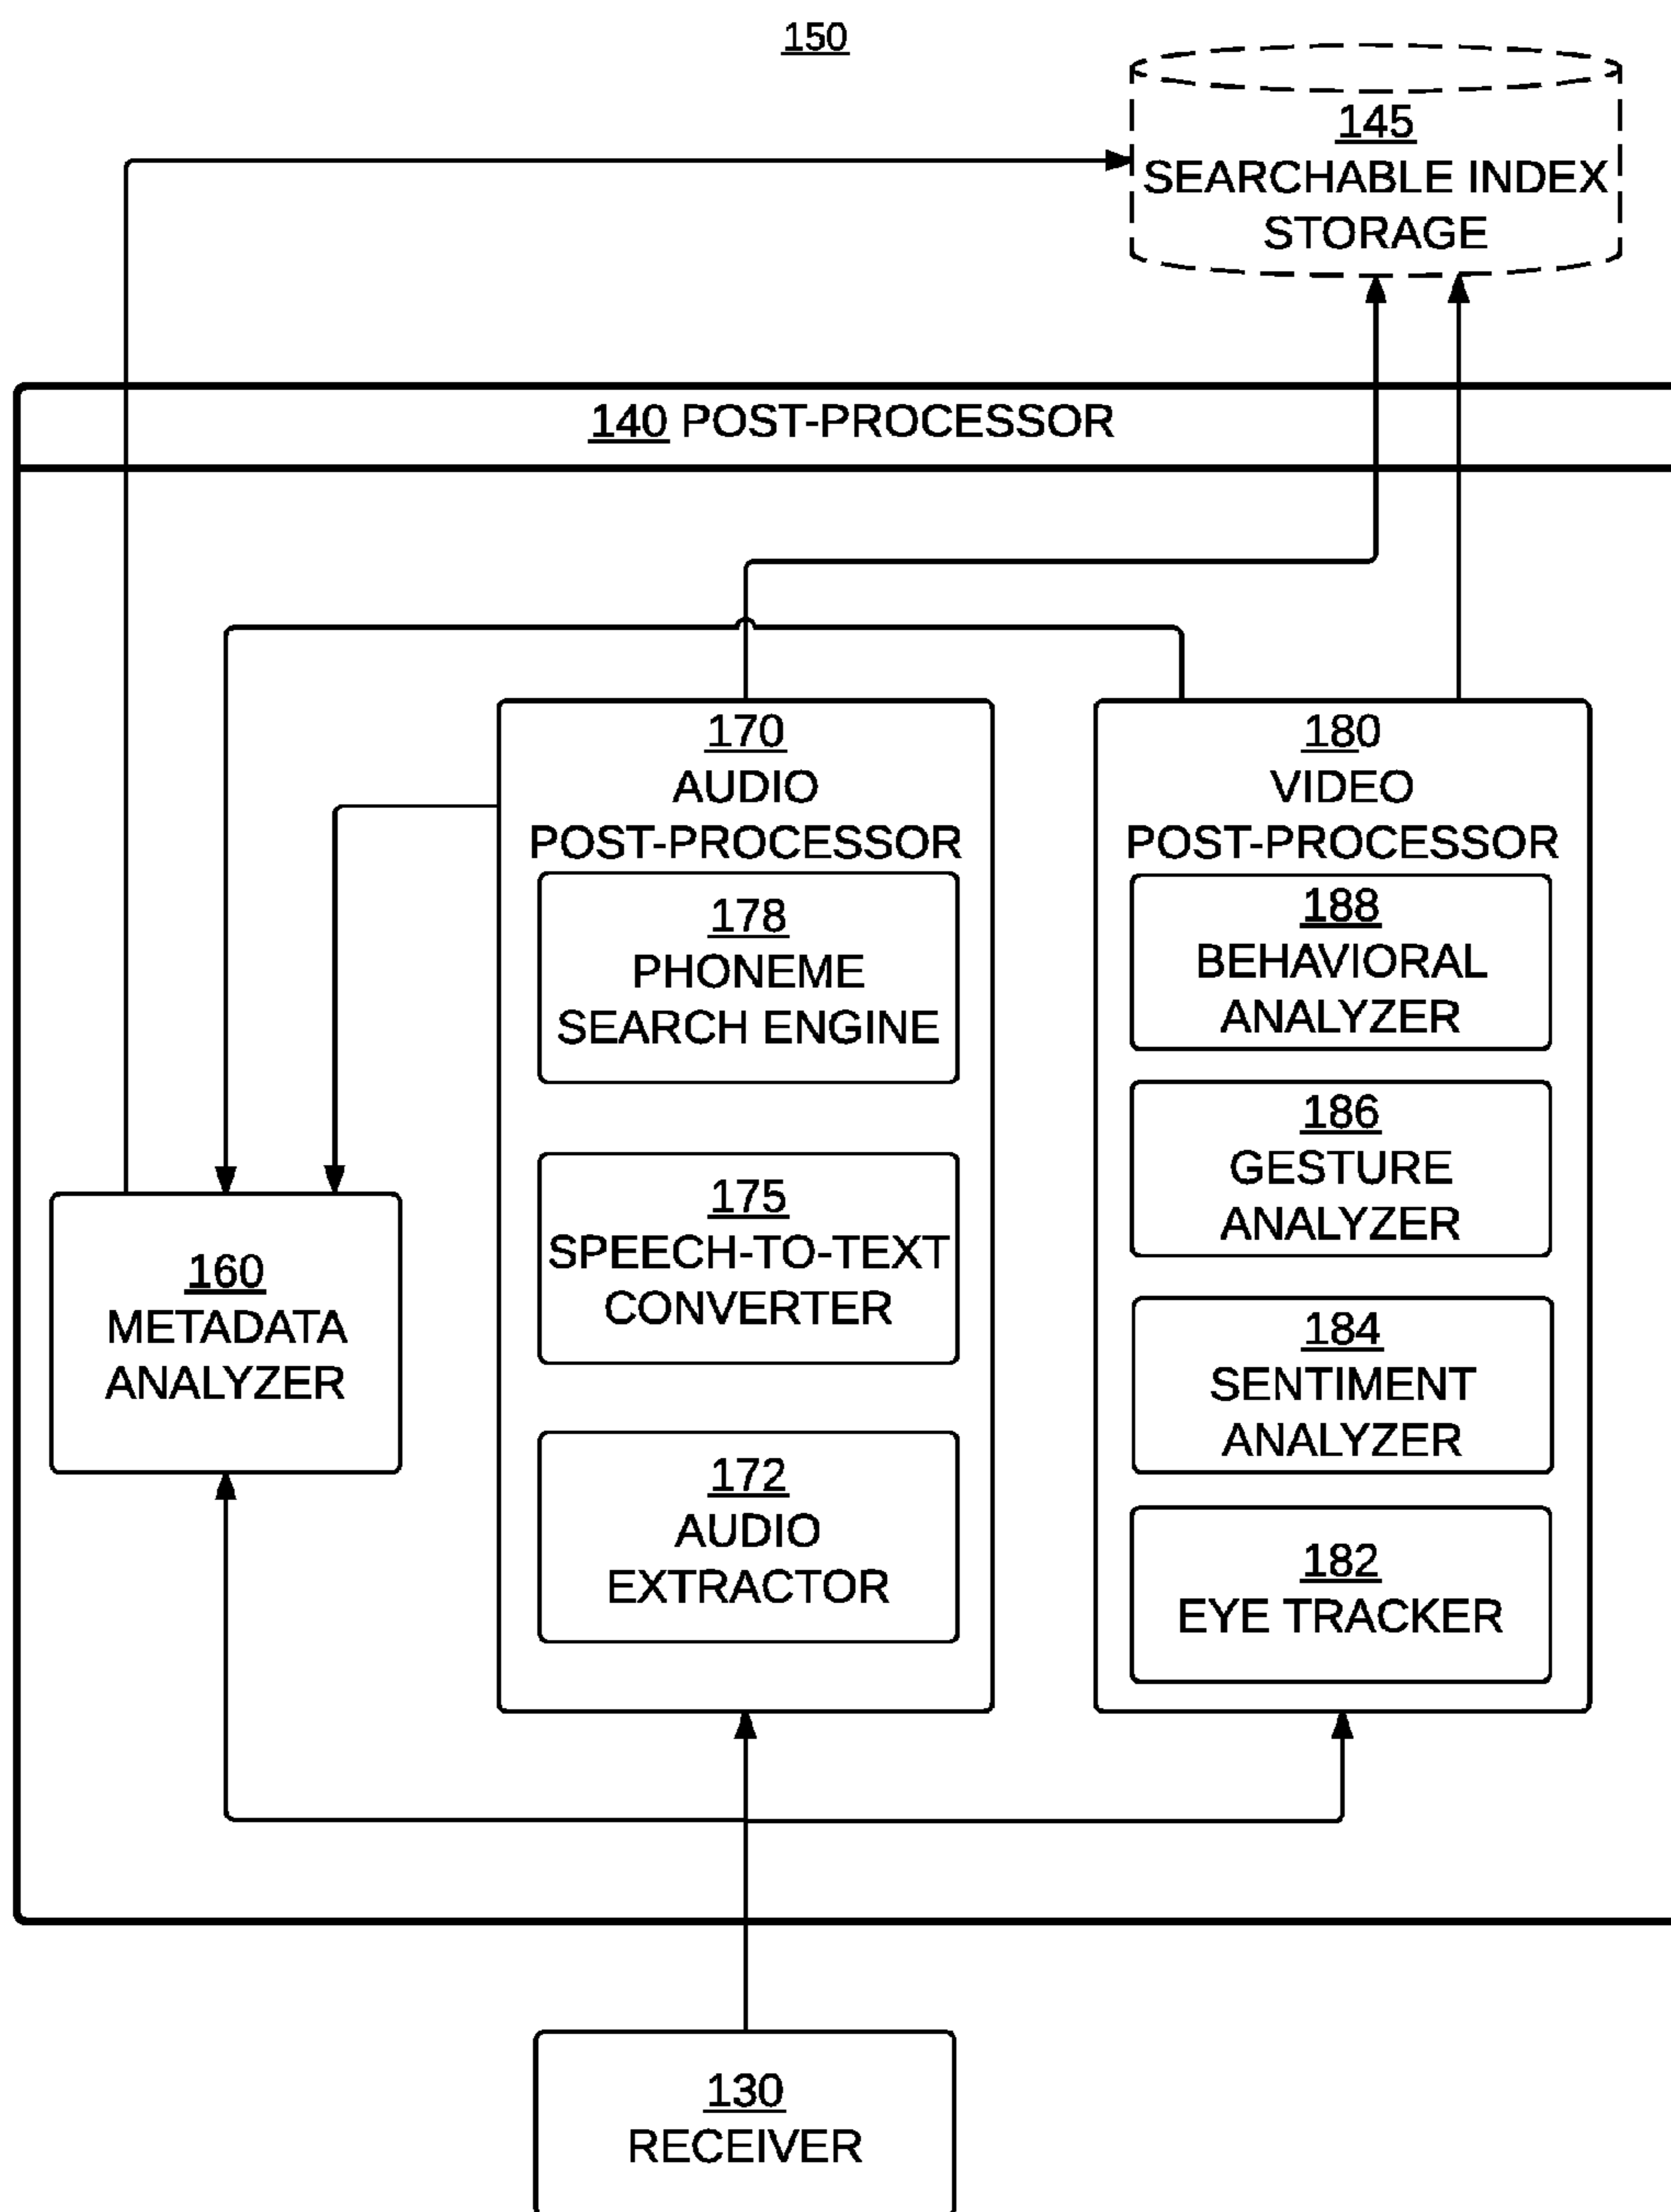 150
145
SEARCHABLE INDEX
STORAGE
140 POST-PROCESSOR
170
AUDIO
POST-PROCESSOR
178
PHONEME
SEARCH ENGINE
175
SPEECH-TO-TEXT
CONVERTER
172
AUDIO
EXTRACTOR
180
VIDEO
POST-PROCESSOR
188
BEHAVIORAL
ANALYZER
186
GESTURE
ANALYZER
184
SENTIMENT
ANALYZER
182
EYE TRACKER
160
METADATA
ANALYZER
130
RECEIVER